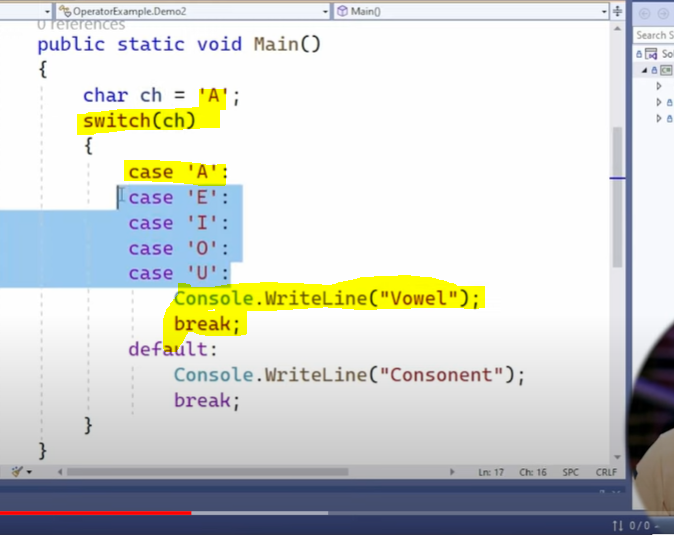 OperatorExample.Demo2 Main()
0 references
public static void Main()
{
char ch = 'A';
switch(ch)
{
case 'A':
case 'E':
case 'I':
case 'O':
case 'U':
Console.WriteLine("Vowel");
break;
default:
Console.WriteLine("Consonent");
break;
}
}
Ln: 17 Ch: 16 SPC CRLF
Search S
So
C#
0/0